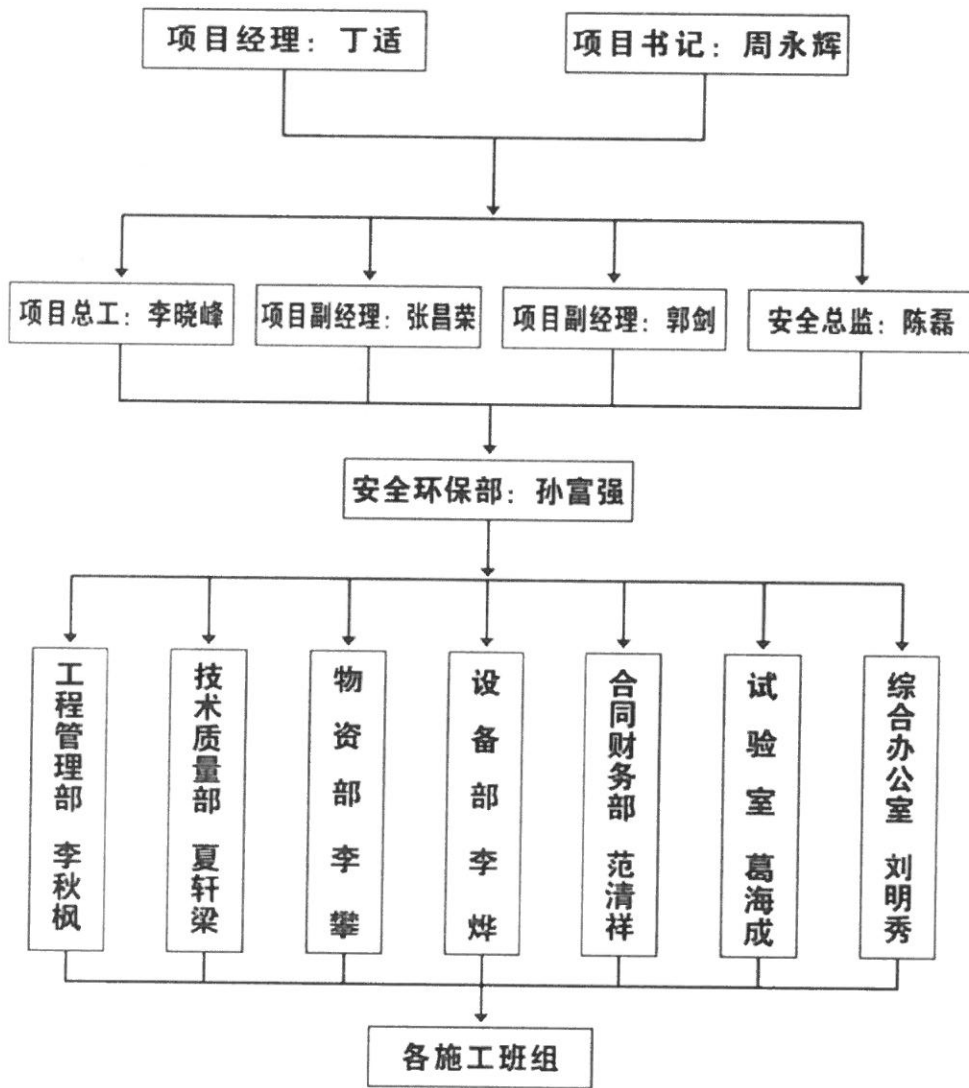 项目经理：丁适
项目书记：周永辉
项目总工：李晓峰
项目副经理：张昌荣
项目副经理：郭剑
安全总监：陈磊
安全环保部：孙富强
工程管理部 李秋枫
技术质量部 夏轩梁
物资部 李攀
设备部 李烨
合同财务部 范清祥
试验室 葛海成
综合办公室 刘明秀
各施工班组